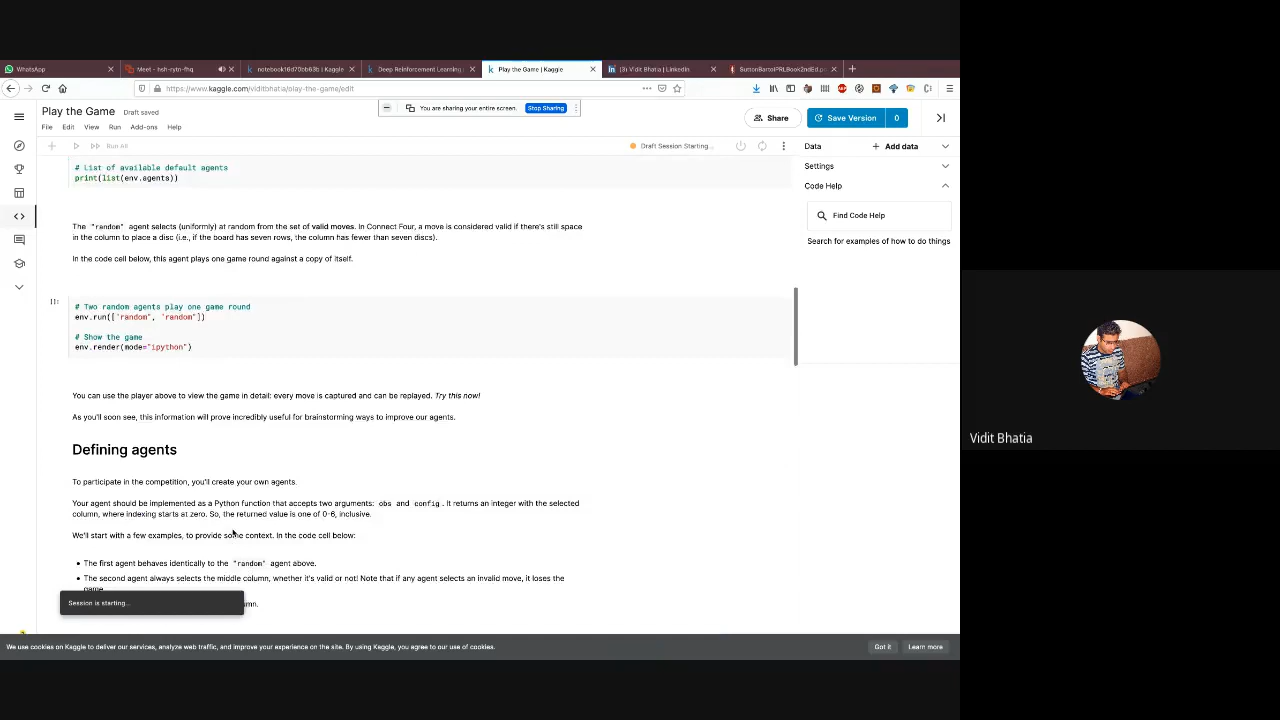 WhatsApp
Meet - hsh-rytn-fhq
notebook16d70bb63b | Kaggle
Deep Reinforcement Learning
Play the Game | Kaggle
(3) Vidit Bhatia | LinkedIn
SuttonBartoIPRLBook2ndEd.p
https://www.kaggle.com/viditbhatia/play-the-game/edit
You are sharing your entire screen. Stop Sharing
Play the Game Draft saved
File Edit View Run Add-ons Help
Share
Save Version 0
Run All
Draft Session Starting...
Data + Add data
Settings
Code Help
Find Code Help
Search for examples of how to do things
# List of available default agents
print(list(env.agents))
The "random" agent selects (uniformly) at random from the set of valid moves. In Connect Four, a move is considered valid if there's still space
in the column to place a disc (i.e., if the board has seven rows, the column has fewer than seven discs).
In the code cell below, this agent plays one game round against a copy of itself.
[]:
# Two random agents play one game round
env.run(["random", "random"])
# Show the game
env.render(mode="ipython")
You can use the player above to view the game in detail: every move is captured and can be replayed. Try this now!
As you'll soon see, this information will prove incredibly useful for brainstorming ways to improve our agents.
Defining agents
To participate in the competition, you'll create your own agents.
Your agent should be implemented as a Python function that accepts two arguments: obs and config. It returns an integer with the selected
column, where indexing starts at zero. So, the returned value is one of 0-6, inclusive.
We'll start with a few examples, to provide some context. In the code cell below:
• The first agent behaves identically to the "random" agent above.
• The second agent always selects the middle column, whether it's valid or not! Note that if any agent selects an invalid move, it loses the
game.
Session is starting...
We use cookies on Kaggle to deliver our services, analyze web traffic, and improve your experience on the site. By using Kaggle, you agree to our use of cookies.
Got it
Learn more
Vidit Bhatia